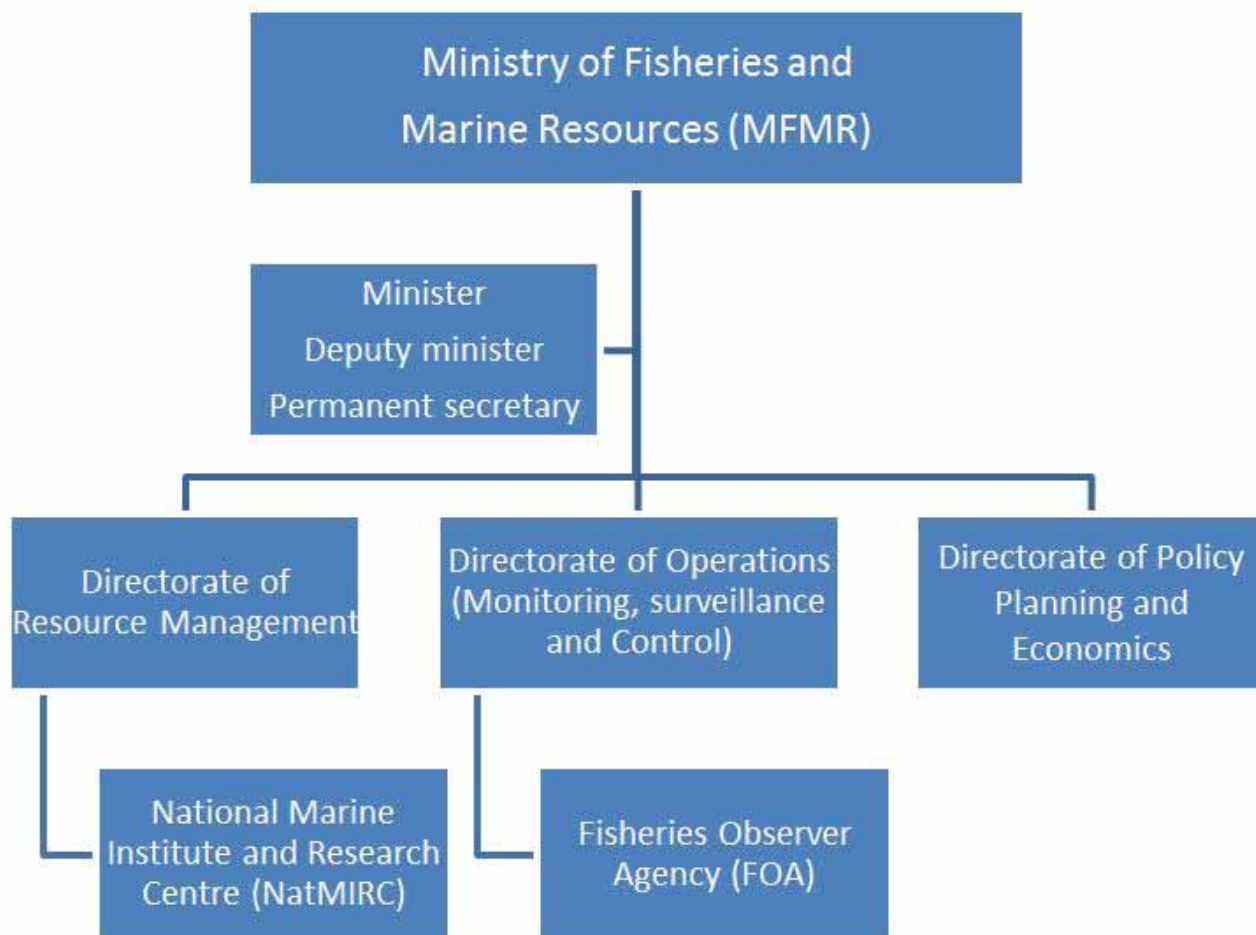 Ministry of Fisheries and
Marine Resources (MFMR)
Minister
Deputy minister
Permanent secretary
Directorate of
Resource Management
Directorate of Operations
(Monitoring, surveillance
and Control)
Directorate of Policy
Planning and
Economics
National Marine
Institute and Research
Centre (NatMIRC)
Fisheries Observer
Agency (FOA)